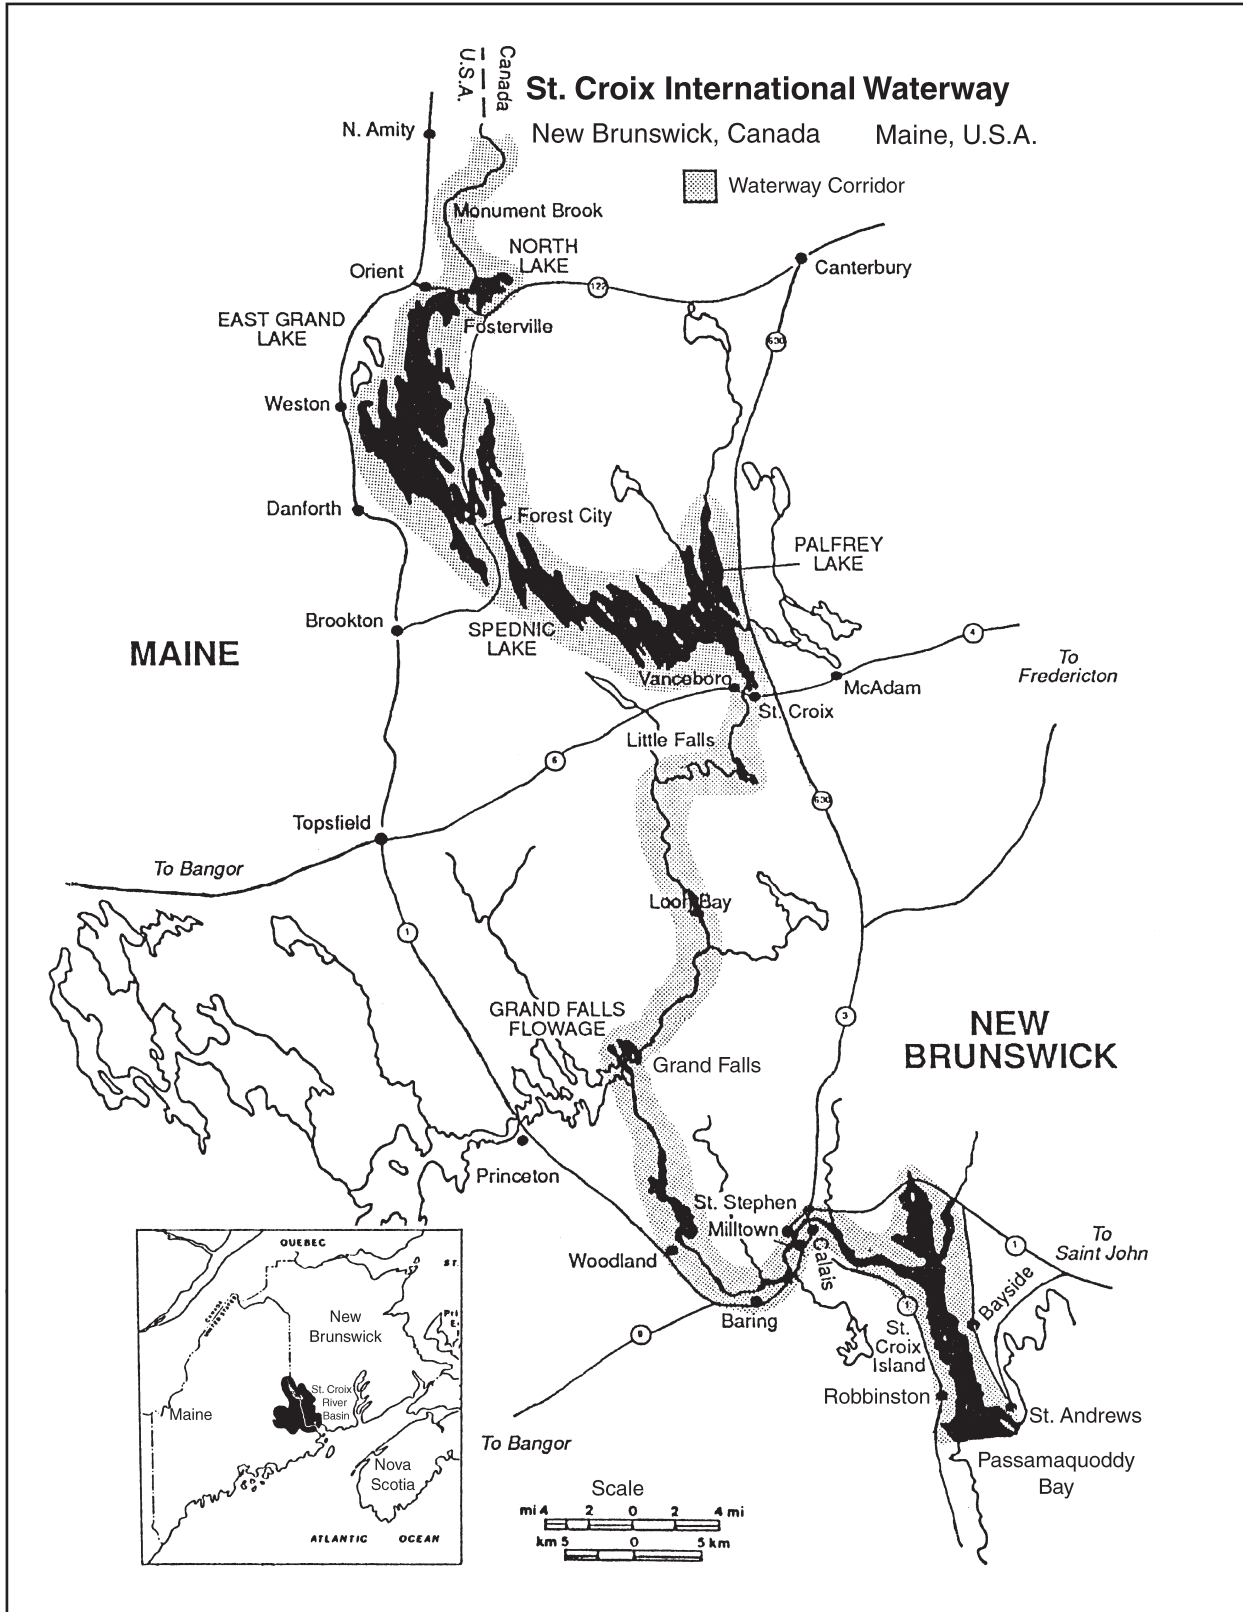 Canada
U.S.A.
St. Croix International Waterway
New Brunswick, Canada Maine, U.S.A.
Waterway Corridor
N. Amity
Monument Brook
NORTH
LAKE
Orient
Canterbury
122
EAST GRAND
LAKE
Fosterville
630
Weston
Danforth
Forest City
PALFREY
LAKE
Brookton
SPEDNIC
LAKE
MAINE
4
To
Fredericton
Vanceboro
McAdam
St. Croix
Little Falls
6
630
Topsfield
To Bangor
Loon Bay
1
GRAND FALLS
FLOWAGE
3
NEW
BRUNSWICK
Grand Falls
Princeton
St. Stephen
Milltown
Calais
Woodland
1
To
Saint John
Bayside
1
Baring
9
St.
Croix
Island
Robbinston
St. Andrews
To Bangor
Passamaquoddy
Bay
QUEBEC
ST.
New
Brunswick
Pri
E.
Maine
St. Croix
River
Basin
Nova
Scotia
ATLANTIC OCEAN
Scale
mi 4 2 0 2 4 mi
km 5 0 5 km